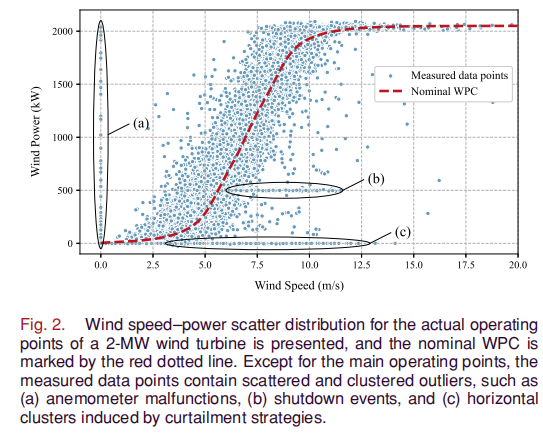 2000
1500
1000
500
0
Wind Power (kW)
(a)
Measured data points
Nominal WPC
(b)
(c)
0.0 2.5 5.0 7.5 10.0 12.5 15.0 17.5 20.0
Wind Speed (m/s)
Fig. 2. Wind speed–power scatter distribution for the actual operating
points of a 2-MW wind turbine is presented, and the nominal WPC is
marked by the red dotted line. Except for the main operating points, the
measured data points contain scattered and clustered outliers, such as
(a) anemometer malfunctions, (b) shutdown events, and (c) horizontal
clusters induced by curtailment strategies.